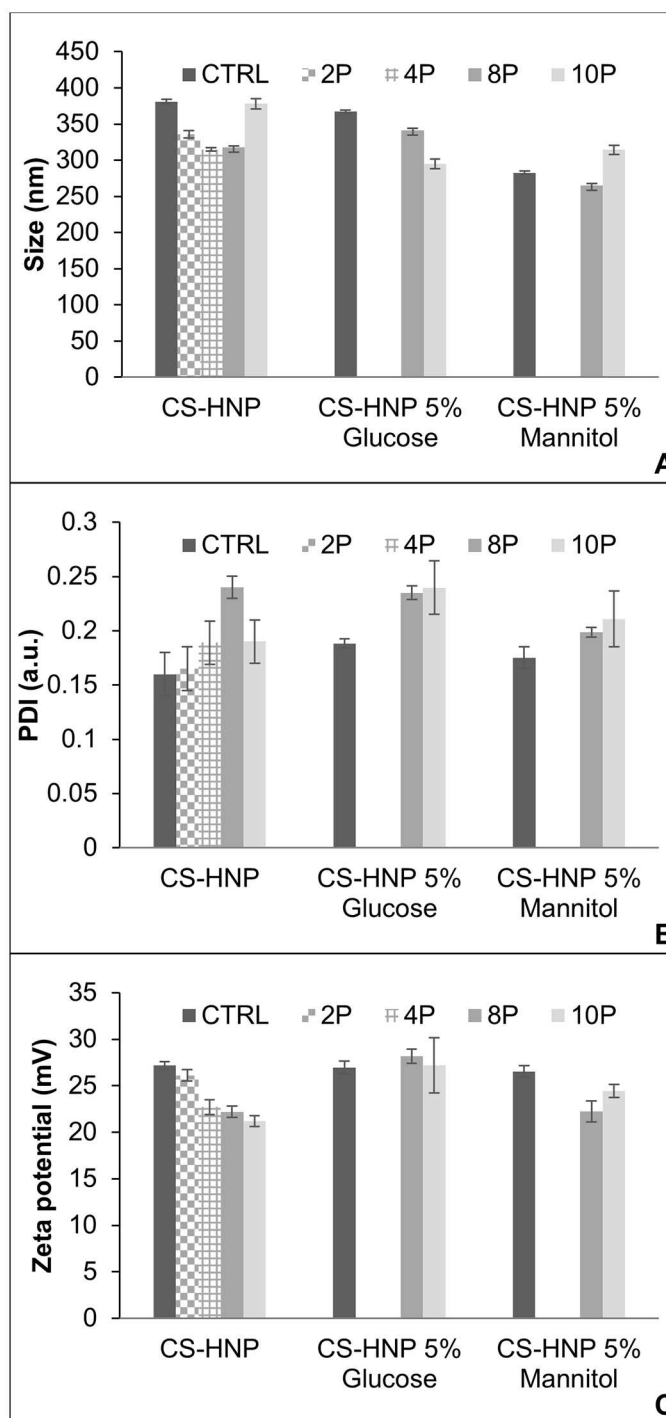 450
400
350
300
250
200
150
100
50
0
Size (nm)
CTRL 2P 4P 8P 10P
CS-HNP CS-HNP 5% CS-HNP 5%
Glucose Mannitol
A
0.3
0.25
0.2
0.15
0.1
0.05
0
PDI (a.u.)
CTRL 2P 4P 8P 10P
CS-HNP CS-HNP 5% CS-HNP 5%
Glucose Mannitol
B
35
30
25
20
15
10
5
0
Zeta potential (mV)
CTRL 2P 4P 8P 10P
CS-HNP CS-HNP 5% CS-HNP 5%
Glucose Mannitol
C